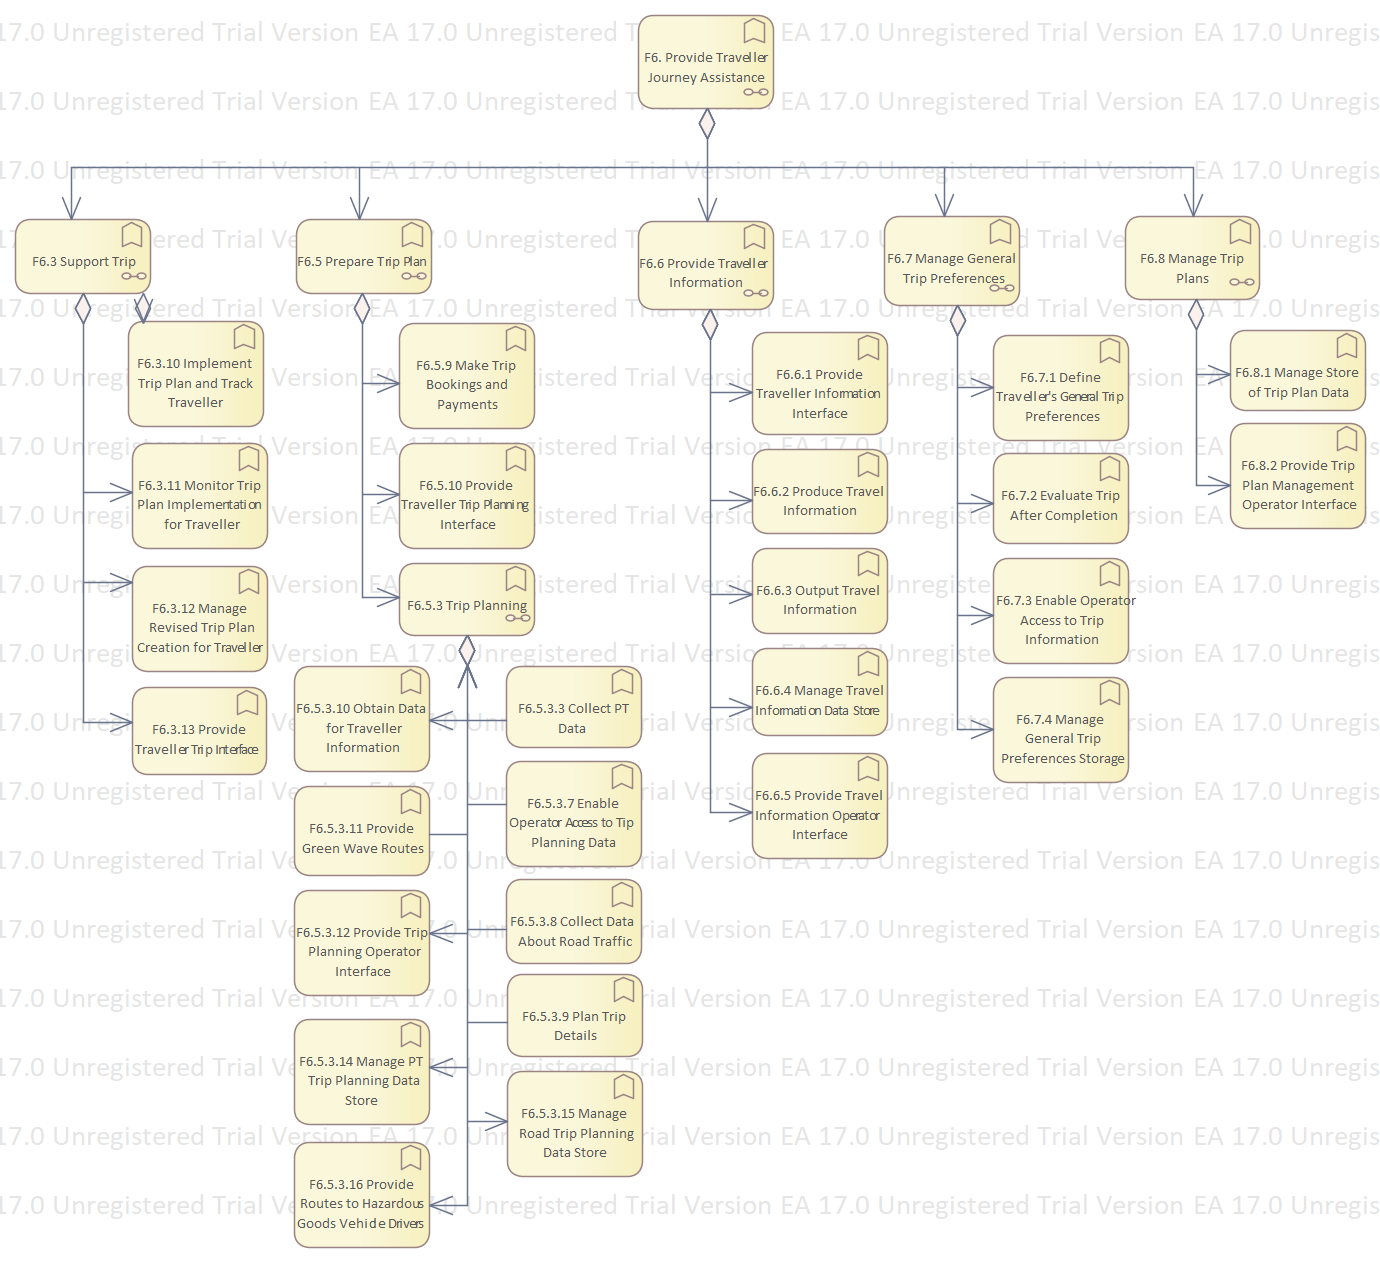 F6. Provide Traveller
Journey Assistance
F6.3 Support Trip
F6.5 Prepare Trip Plan
F6.6 Provide Traveller
Information
F6.7 Manage General
Trip Preferences
F6.8 Manage Trip
Plans
F6.3.10 Implement
Trip Plan and Track
Traveller
F6.3.11 Monitor Trip
Plan Implementation
for Traveller
F6.3.12 Manage
Revised Trip Plan
Creation for Traveller
F6.3.13 Provide
Traveller Trip Interface
F6.5.9 Make Trip
Bookings and
Payments
F6.5.10 Provide
Traveller Trip Planning
Interface
F6.5.3 Trip Planning
F6.5.3.10 Obtain Data
for Traveller
Information
F6.5.3.3 Collect PT
Data
F6.5.3.7 Enable
Operator Access to Tip
Planning Data
F6.5.3.11 Provide
Green Wave Routes
F6.5.3.8 Collect Data
About Road Traffic
F6.5.3.12 Provide Trip
Planning Operator
Interface
F6.5.3.9 Plan Trip
Details
F6.5.3.14 Manage PT
Trip Planning Data
Store
F6.5.3.15 Manage
Road Trip Planning
Data Store
F6.5.3.16 Provide
Routes to Hazardous
Goods Vehicle Drivers
F6.6.1 Provide
Traveller Information
Interface
F6.6.2 Produce Travel
Information
F6.6.3 Output Travel
Information
F6.6.4 Manage Travel
Information Data Store
F6.6.5 Provide Travel
Information Operator
Interface
F6.7.1 Define
Traveller's General Trip
Preferences
F6.7.2 Evaluate Trip
After Completion
F6.7.3 Enable Operator
Access to Trip
Information
F6.7.4 Manage
General Trip
Preferences Storage
F6.8.1 Manage Store
of Trip Plan Data
F6.8.2 Provide Trip
Plan Management
Operator Interface
EA 17.0 Unregistered Trial Version